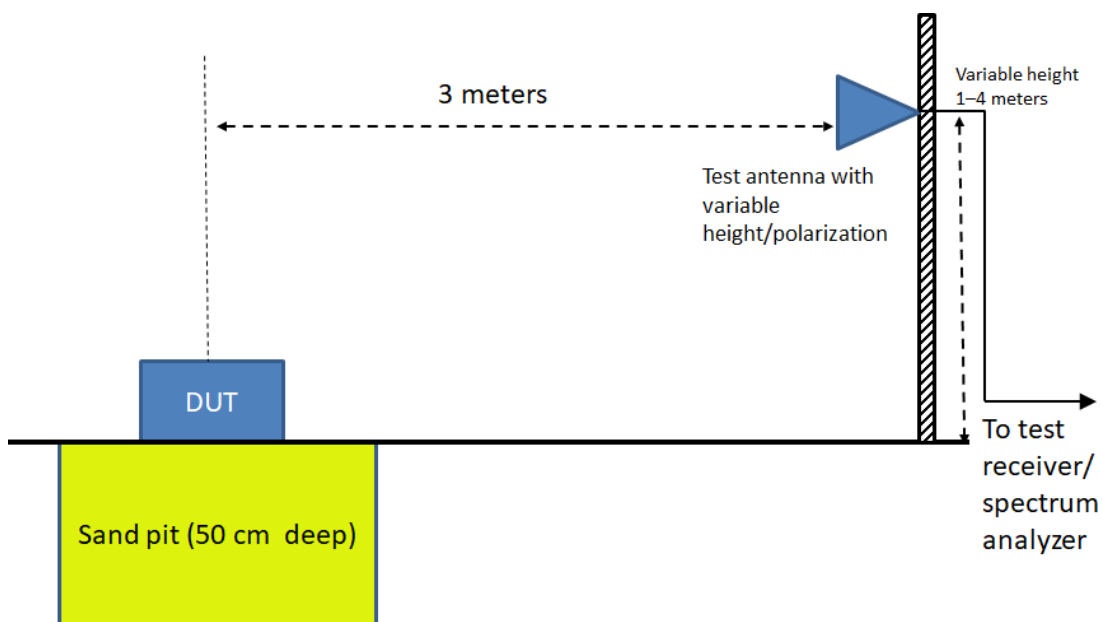 3 meters
Variable height
1–4 meters
Test antenna with
variable
height/polarization
DUT
To test
receiver/
spectrum
analyzer
Sand pit (50 cm  deep)